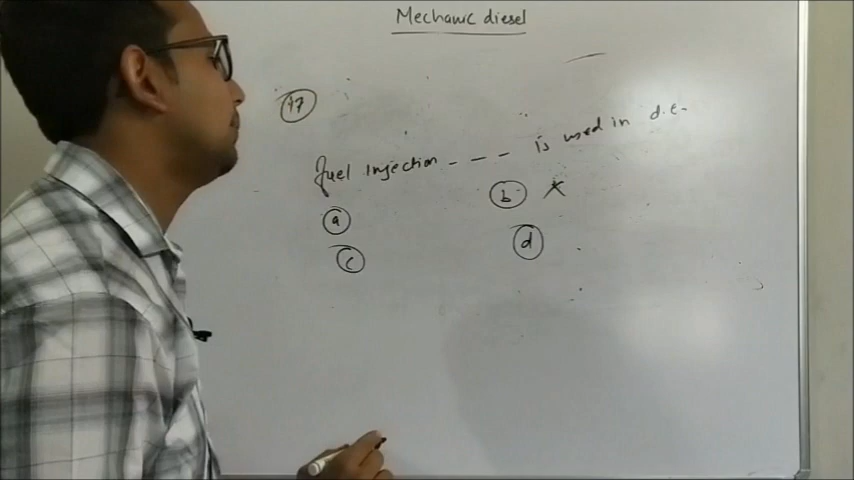 Mechanic diesel
17
fuel Injection - - - is used in d.e.
a b
c d